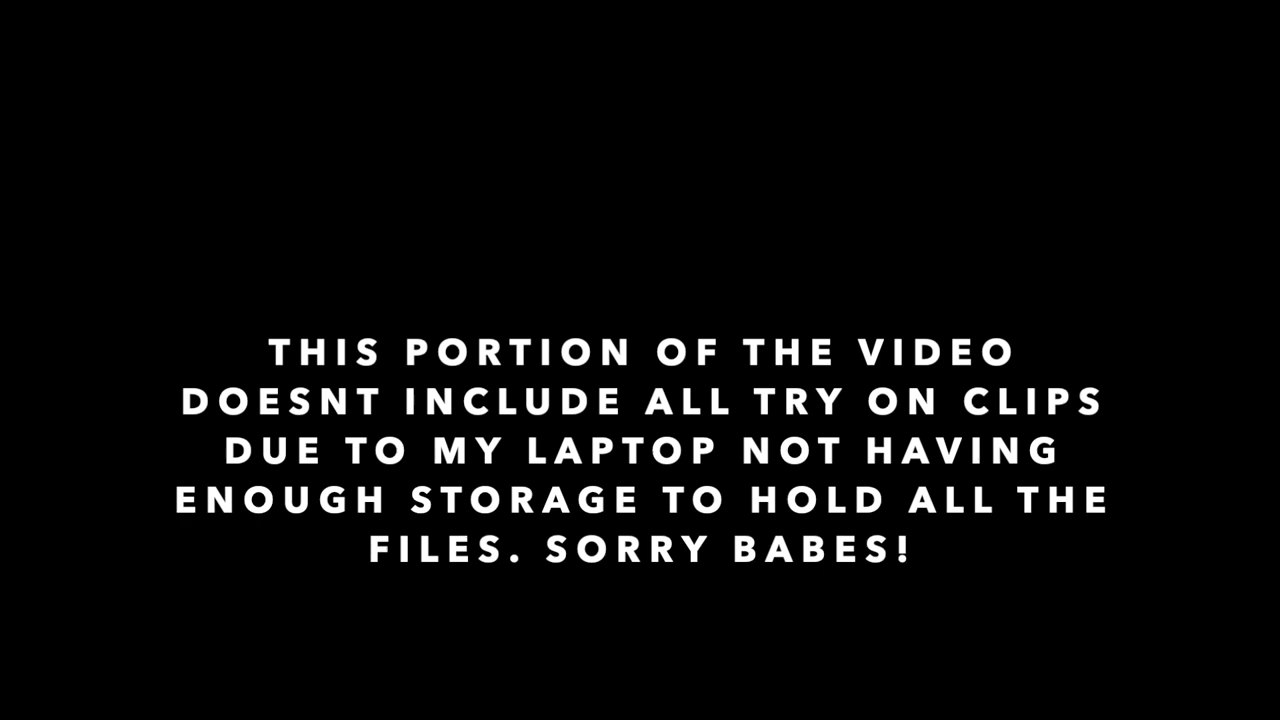 THIS PORTION OF THE VIDEO
DOESNT INCLUDE ALL TRY ON CLIPS
DUE TO MY LAPTOP NOT HAVING
ENOUGH STORAGE TO HOLD ALL THE
FILES. SORRY BABES!